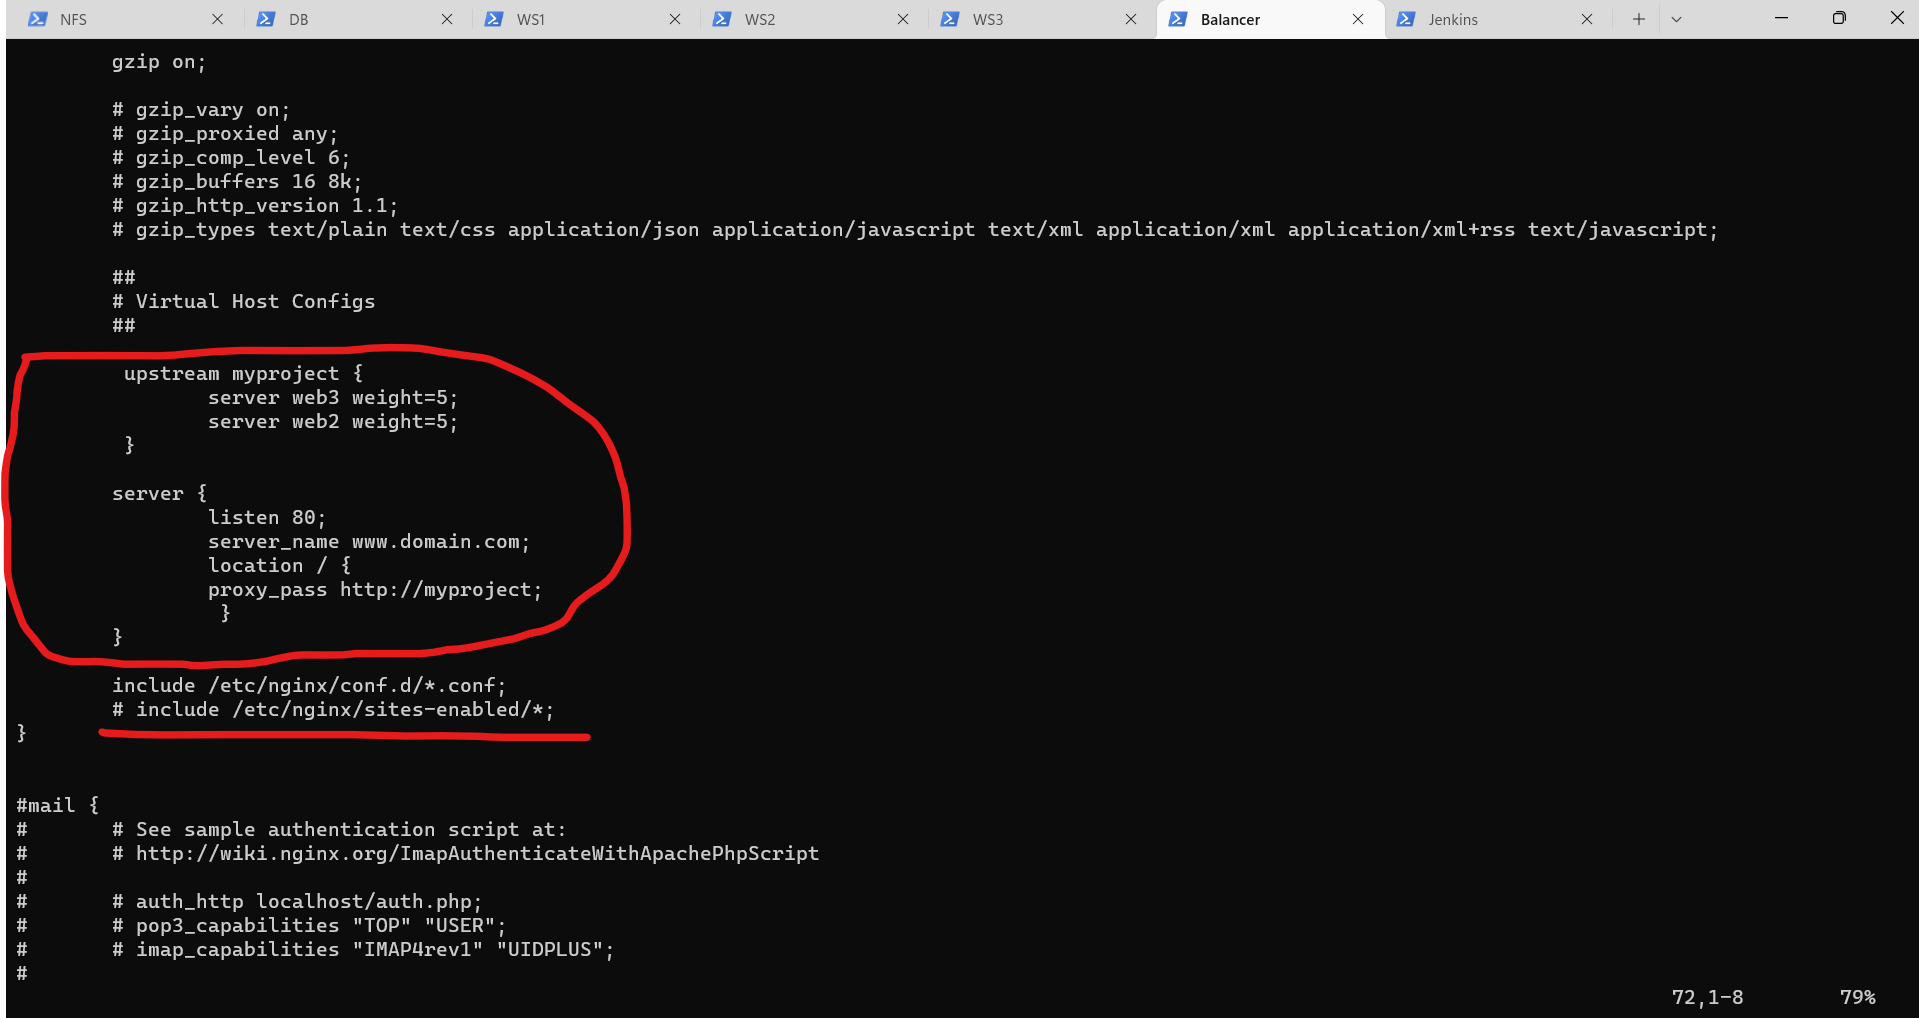 NFS DB WS1 WS2 WS3 Balancer Jenkins
gzip on;
# gzip_vary on;
# gzip_proxied any;
# gzip_comp_level 6;
# gzip_buffers 16 8k;
# gzip_http_version 1.1;
# gzip_types text/plain text/css application/json application/javascript text/xml application/xml application/xml+rss text/javascript;
##
# Virtual Host Configs
##
upstream myproject {
server web3 weight=5;
server web2 weight=5;
}
server {
listen 80;
server_name www.domain.com;
location / {
proxy_pass http://myproject;
}
}
include /etc/nginx/conf.d/*.conf;
# include /etc/nginx/sites-enabled/*;
}
#mail {
# # See sample authentication script at:
# # http://wiki.nginx.org/ImapAuthenticateWithApachePhpScript
#
# # auth_http localhost/auth.php;
# # pop3_capabilities "TOP" "USER";
# # imap_capabilities "IMAP4rev1" "UIDPLUS";
#
72,1-8 79%